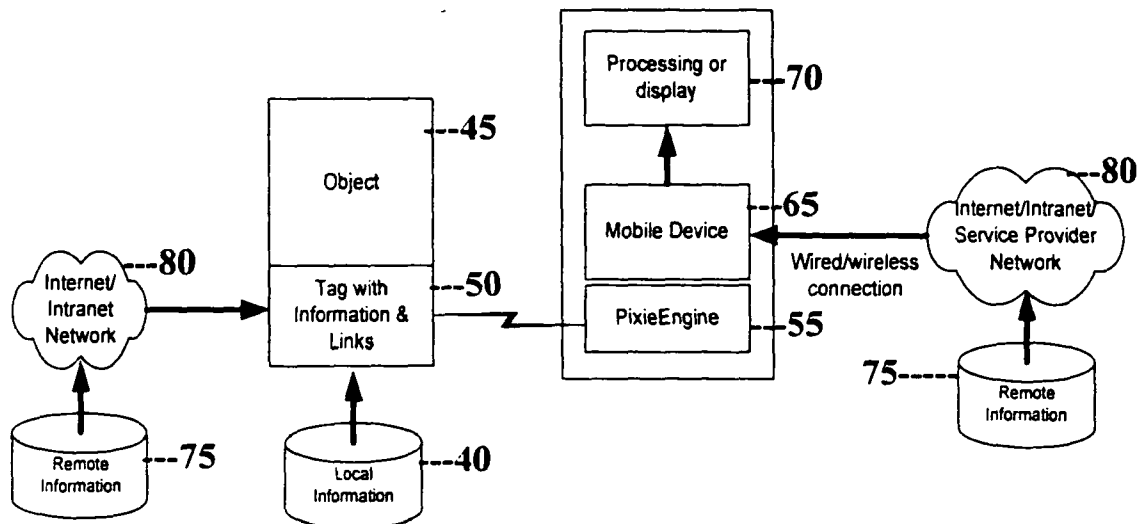 Processing or
display
70
45
Object
80
Internet/Intranet/
Service Provider
Network
65
Mobile Device
Wired/wireless
connection
80
Internet/
Intranet
Network
50
Tag with
Information &
Links
PixieEngine
55
75
Remote
Information
75
Remote
Information
40
Local
Information